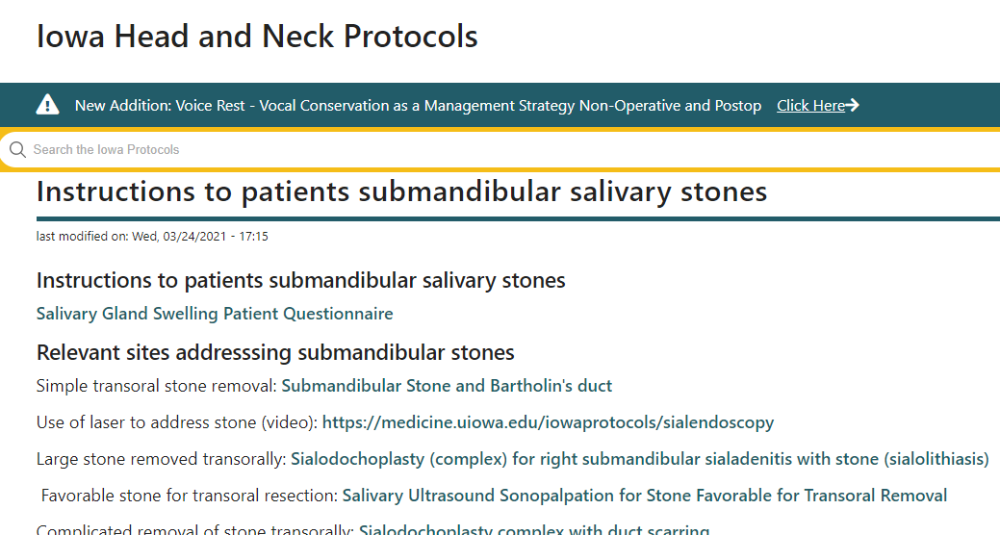 Iowa Head and Neck Protocols
New Addition: Voice Rest - Vocal Conservation as a Management Strategy Non-Operative and Postop Click Here
Search the Iowa Protocols
Instructions to patients submandibular salivary stones
last modified on: Wed, 03/24/2021 - 17:15
Instructions to patients submandibular salivary stones
Salivary Gland Swelling Patient Questionnaire
Relevant sites addresssing submandibular stones
Simple transoral stone removal: Submandibular Stone and Bartholin's duct
Use of laser to address stone (video): https://medicine.uiowa.edu/iowaprotocols/sialendoscopy
Large stone removed transorally: Sialodochoplasty (complex) for right submandibular sialadenitis with stone (sialolithiasis)
Favorable stone for transoral resection: Salivary Ultrasound Sonopalpation for Stone Favorable for Transoral Removal
Complicated removal of stone transorally: Sialodochoplasty complex with duct scarring